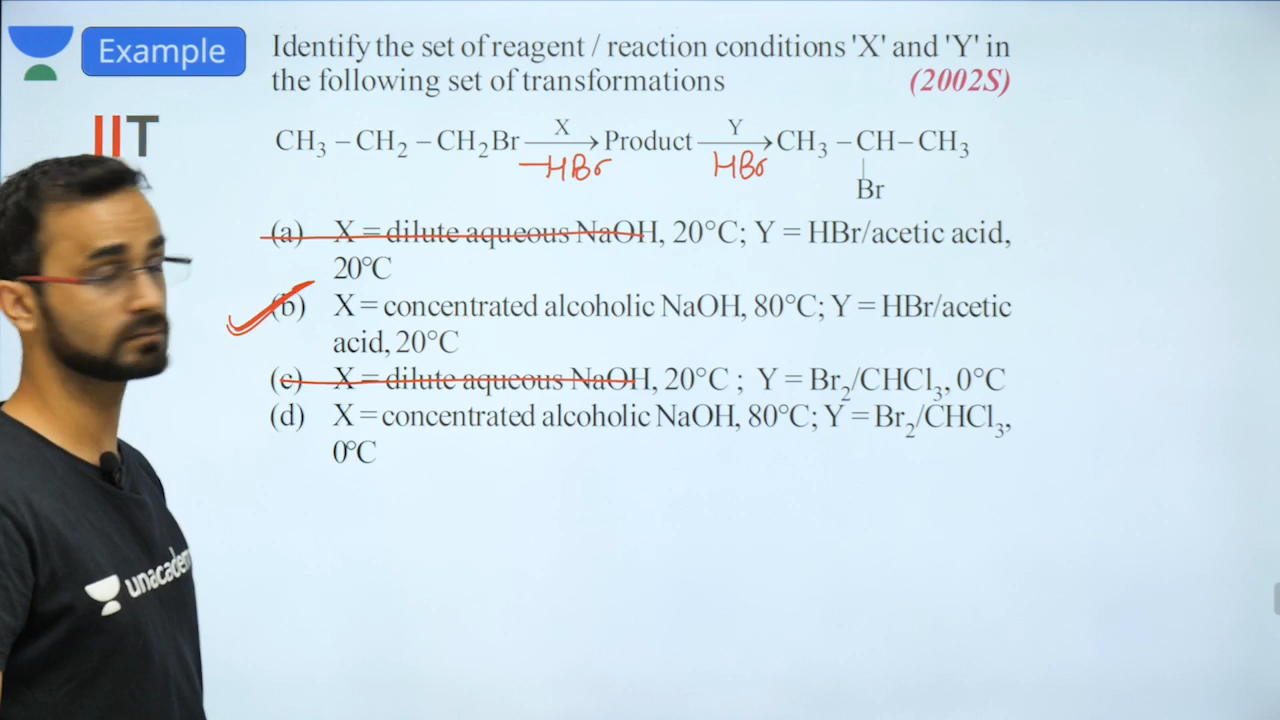 Example
Identify the set of reagent / reaction conditions 'X' and 'Y' in
the following set of transformations (2002S)
IIT
CH₃ – CH₂ – CH₂Br —X→ Product —Y→ CH₃ – CH – CH₃
–HBr HBr
Br
(a) X = dilute aqueous NaOH, 20°C; Y = HBr/acetic acid,
20°C
(b) X = concentrated alcoholic NaOH, 80°C; Y = HBr/acetic
acid, 20°C
(c) X = dilute aqueous NaOH, 20°C ; Y = Br₂/CHCl₃, 0°C
(d) X = concentrated alcoholic NaOH, 80°C; Y = Br₂/CHCl₃,
0°C
unacadem